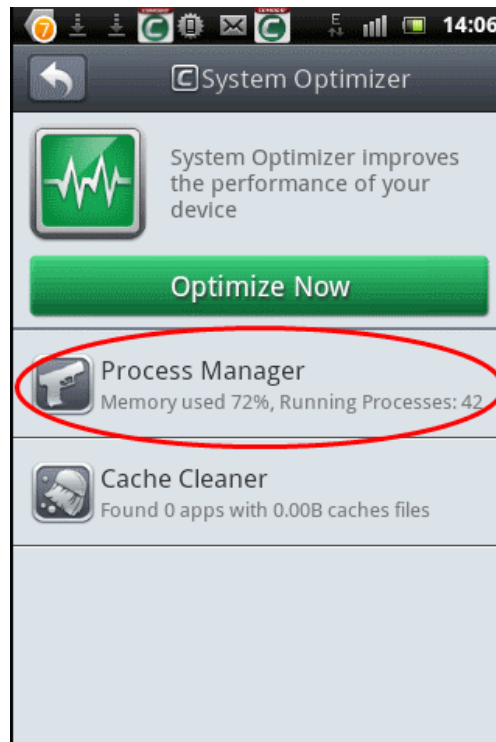 7 C C E 14:06
C System Optimizer
System Optimizer improves
the performance of your
device
Optimize Now
Process Manager
Memory used 72%, Running Processes: 42
Cache Cleaner
Found 0 apps with 0.00B caches files